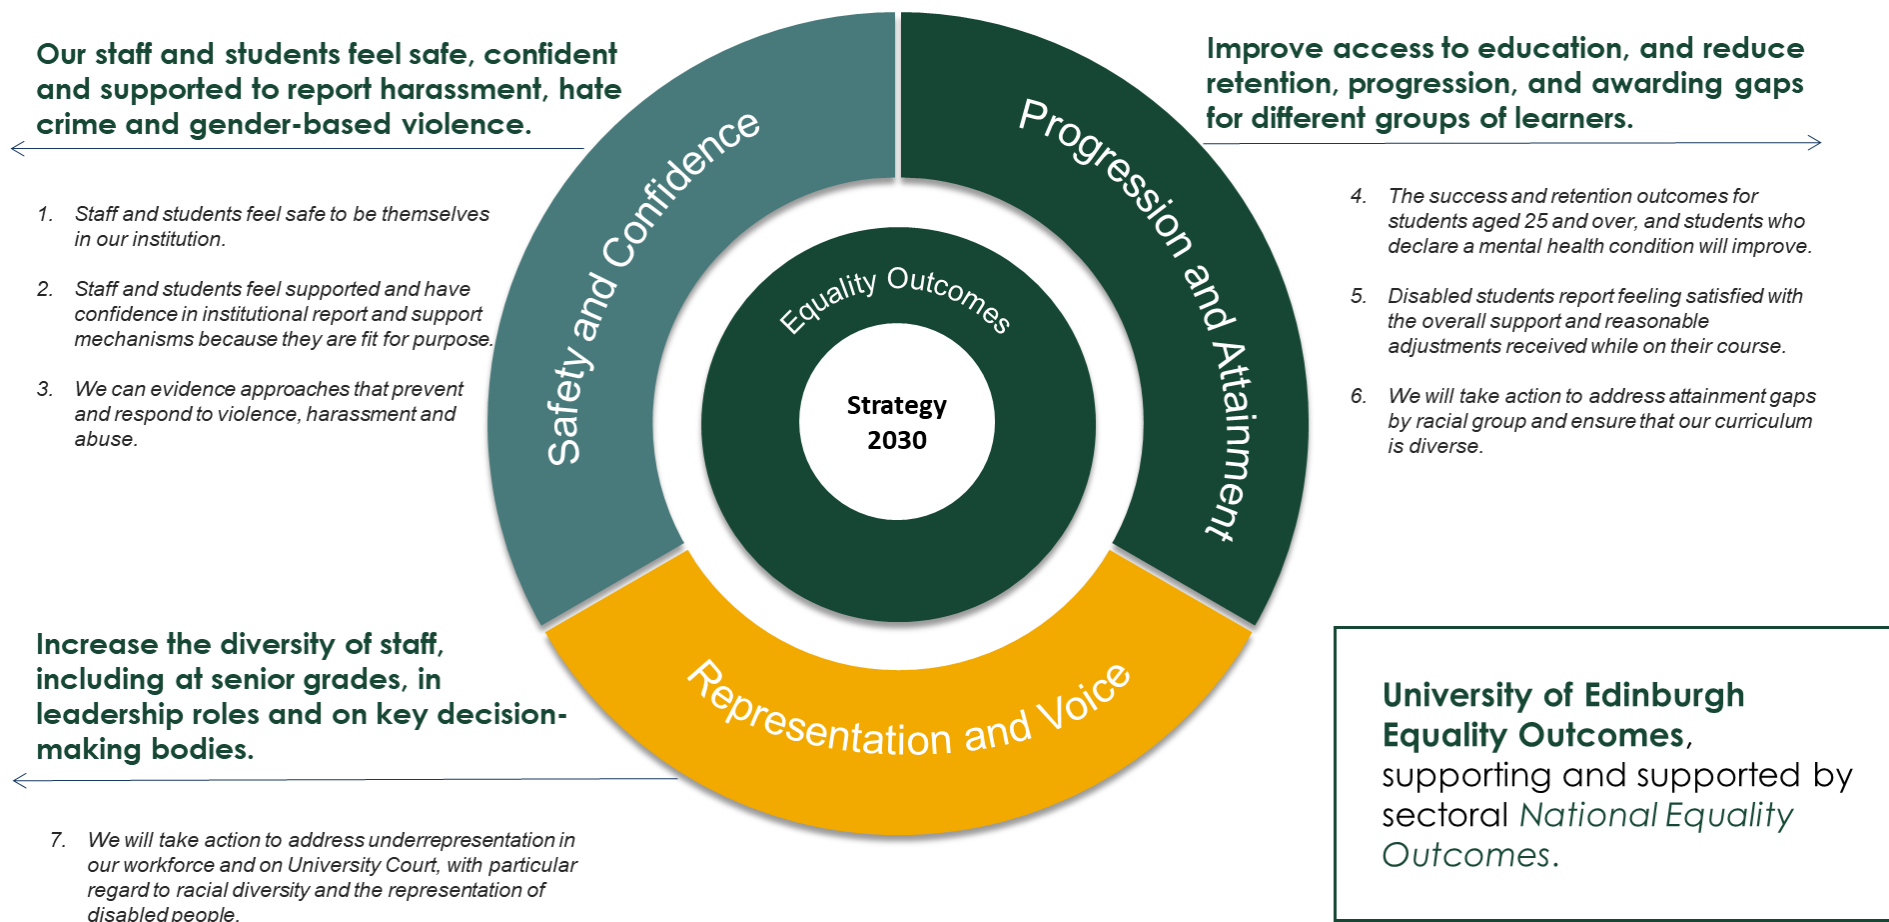 Our staff and students feel safe, confident
and supported to report harassment, hate
crime and gender-based violence.
1. Staff and students feel safe to be themselves
in our institution.
2. Staff and students feel supported and have
confidence in institutional report and support
mechanisms because they are fit for purpose.
3. We can evidence approaches that prevent
and respond to violence, harassment and
abuse.
Safety and Confidence
Progression and Attainment
Representation and Voice
Equality Outcomes
Strategy
2030
Improve access to education, and reduce
retention, progression, and awarding gaps
for different groups of learners.
4. The success and retention outcomes for
students aged 25 and over, and students who
declare a mental health condition will improve.
5. Disabled students report feeling satisfied with
the overall support and reasonable
adjustments received while on their course.
6. We will take action to address attainment gaps
by racial group and ensure that our curriculum
is diverse.
Increase the diversity of staff,
including at senior grades, in
leadership roles and on key decision-
making bodies.
7. We will take action to address underrepresentation in
our workforce and on University Court, with particular
regard to racial diversity and the representation of
disabled people.
University of Edinburgh
Equality Outcomes,
supporting and supported by
sectoral National Equality
Outcomes.